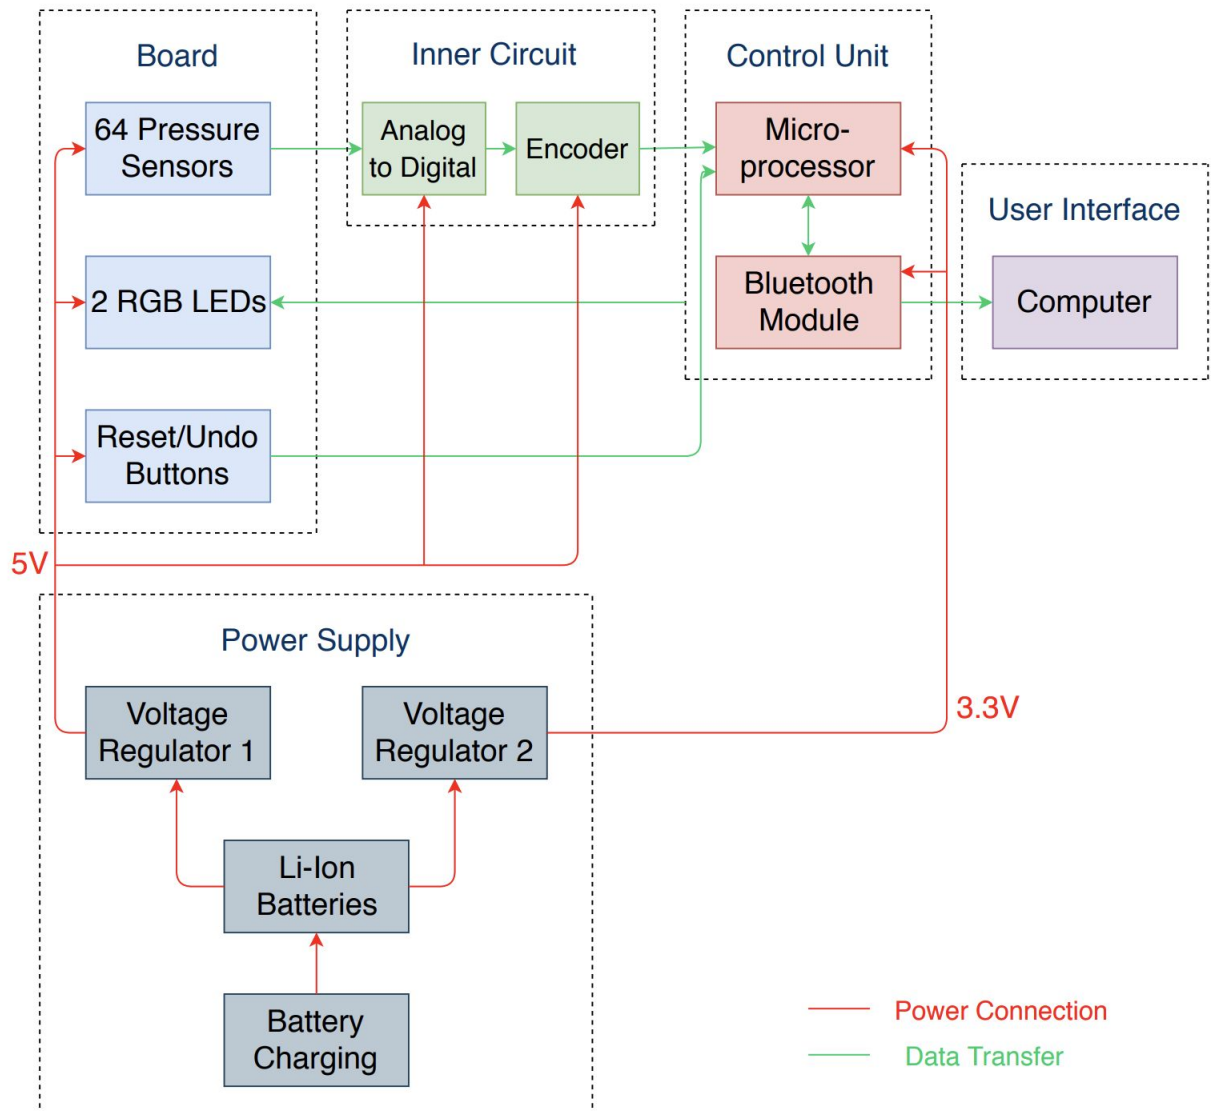 Board
64 Pressure
Sensors
2 RGB LEDs
Reset/Undo
Buttons
Inner Circuit
Analog
to Digital
Encoder
Control Unit
Micro-
processor
Bluetooth
Module
User Interface
Computer
5V
Power Supply
Voltage
Regulator 1
Voltage
Regulator 2
3.3V
Li-Ion
Batteries
Battery
Charging
Power Connection
Data Transfer